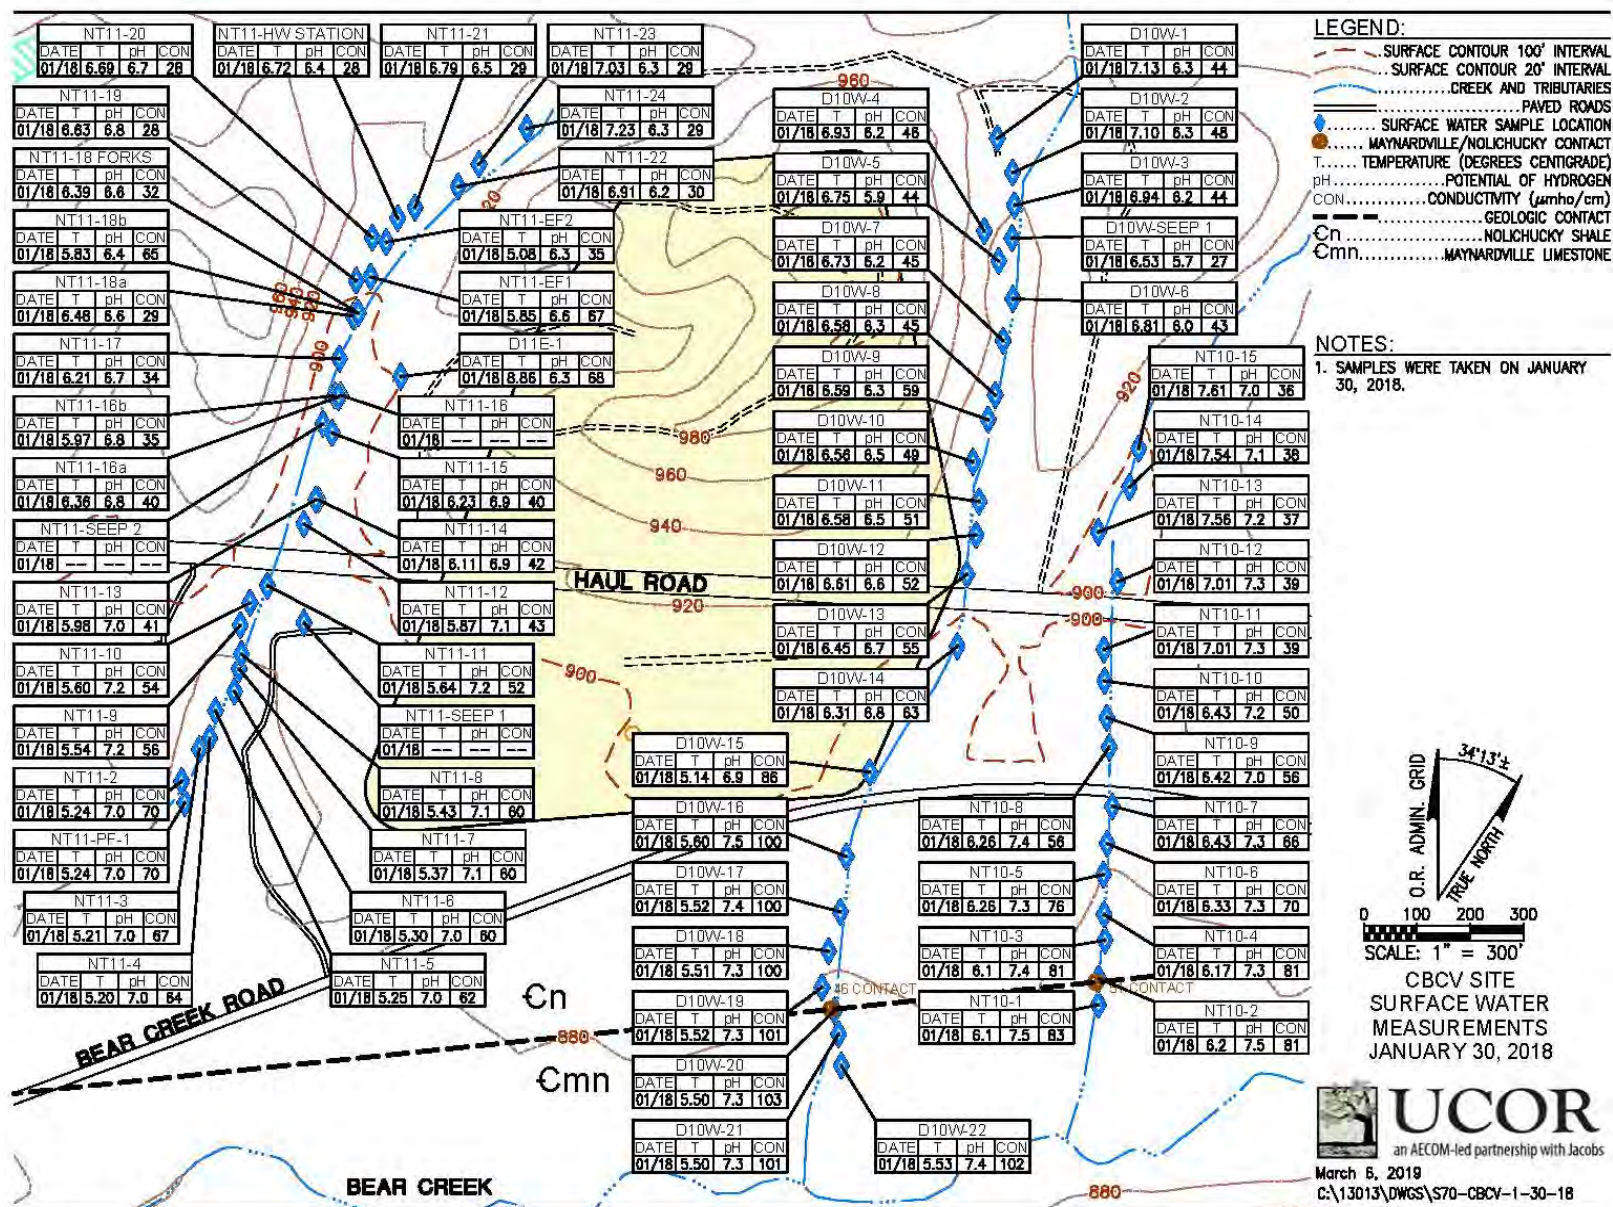 NT11-20
DATE T pH CON
01/18 6.69 6.7 28
NT11-HW STATION
DATE T pH CON
01/18 6.72 6.4 28
NT11-21
DATE T pH CON
01/18 6.79 6.5 29
NT11-23
DATE T pH CON
01/18 7.03 6.3 29
NT11-19
DATE T pH CON
01/18 6.63 6.8 28
NT11-24
DATE T pH CON
01/18 7.23 6.3 29
NT11-18 FORKS
DATE T pH CON
01/18 6.39 6.6 32
NT11-22
DATE T pH CON
01/18 6.91 6.2 30
NT11-18b
DATE T pH CON
01/18 5.83 6.4 65
NT11-EF2
DATE T pH CON
01/18 5.08 6.3 35
NT11-18a
DATE T pH CON
01/18 6.48 6.6 29
NT11-EF1
DATE T pH CON
01/18 5.85 6.6 67
NT11-17
DATE T pH CON
01/18 6.21 6.7 34
D11E-1
DATE T pH CON
01/18 8.86 6.3 68
NT11-16b
DATE T pH CON
01/18 5.97 6.8 35
NT11-16
DATE T pH CON
01/18 --- --- ---
NT11-16a
DATE T pH CON
01/18 6.36 6.8 40
NT11-15
DATE T pH CON
01/18 6.23 6.9 40
NT11-SEEP 2
DATE T pH CON
01/18 --- --- ---
NT11-14
DATE T pH CON
01/18 6.11 6.9 42
NT11-13
DATE T pH CON
01/18 5.98 7.0 41
NT11-12
DATE T pH CON
01/18 5.87 7.1 43
NT11-10
DATE T pH CON
01/18 5.60 7.2 54
NT11-11
DATE T pH CON
01/18 5.64 7.2 52
NT11-9
DATE T pH CON
01/18 5.54 7.2 56
NT11-SEEP 1
DATE T pH CON
01/18 --- --- ---
NT11-2
DATE T pH CON
01/18 5.24 7.0 70
NT11-8
DATE T pH CON
01/18 5.43 7.1 60
NT11-PF-1
DATE T pH CON
01/18 5.24 7.0 70
NT11-7
DATE T pH CON
01/18 5.37 7.1 60
NT11-3
DATE T pH CON
01/18 5.21 7.0 67
NT11-6
DATE T pH CON
01/18 5.30 7.0 60
NT11-4
DATE T pH CON
01/18 5.20 7.0 64
NT11-5
DATE T pH CON
01/18 5.25 7.0 62
D10W-1
DATE T pH CON
01/18 7.13 6.3 44
D10W-4
DATE T pH CON
01/18 6.93 6.2 46
D10W-2
DATE T pH CON
01/18 7.10 6.3 48
D10W-5
DATE T pH CON
01/18 6.75 5.9 44
D10W-3
DATE T pH CON
01/18 6.94 6.2 44
D10W-7
DATE T pH CON
01/18 6.73 6.2 45
D10W-SEEP 1
DATE T pH CON
01/18 6.53 5.7 27
D10W-8
DATE T pH CON
01/18 6.58 6.3 45
D10W-6
DATE T pH CON
01/18 6.81 6.0 43
D10W-9
DATE T pH CON
01/18 6.59 6.3 59
D10W-10
DATE T pH CON
01/18 6.56 6.5 49
D10W-11
DATE T pH CON
01/18 6.58 6.5 51
D10W-12
DATE T pH CON
01/18 6.61 6.6 52
D10W-13
DATE T pH CON
01/18 6.45 6.7 55
D10W-14
DATE T pH CON
01/18 6.31 6.8 63
D10W-15
DATE T pH CON
01/18 5.14 6.9 86
D10W-16
DATE T pH CON
01/18 5.60 7.5 100
D10W-17
DATE T pH CON
01/18 5.52 7.4 100
D10W-18
DATE T pH CON
01/18 5.51 7.3 100
D10W-19
DATE T pH CON
01/18 5.52 7.3 101
D10W-20
DATE T pH CON
01/18 5.50 7.3 103
D10W-21
DATE T pH CON
01/18 5.50 7.3 101
D10W-22
DATE T pH CON
01/18 5.53 7.4 102
NT10-15
DATE T pH CON
01/18 7.61 7.0 36
NT10-14
DATE T pH CON
01/18 7.54 7.1 38
NT10-13
DATE T pH CON
01/18 7.56 7.2 37
NT10-12
DATE T pH CON
01/18 7.01 7.3 39
NT10-11
DATE T pH CON
01/18 7.01 7.3 39
NT10-10
DATE T pH CON
01/18 6.43 7.2 50
NT10-9
DATE T pH CON
01/18 6.42 7.0 56
NT10-8
DATE T pH CON
01/18 6.26 7.4 56
NT10-7
DATE T pH CON
01/18 6.43 7.3 66
NT10-5
DATE T pH CON
01/18 6.26 7.3 76
NT10-6
DATE T pH CON
01/18 6.33 7.3 70
NT10-3
DATE T pH CON
01/18 6.1 7.4 81
NT10-4
DATE T pH CON
01/18 6.17 7.3 81
NT10-1
DATE T pH CON
01/18 6.1 7.5 83
NT10-2
DATE T pH CON
01/18 6.2 7.5 81
960
920
900
980
960
940
HAUL ROAD
920
900
920
900
900
CONTACT
CONTACT
BEAR CREEK ROAD
Єn
880
Єmn
BEAR CREEK
880
LEGEND:
SURFACE CONTOUR 100' INTERVAL
SURFACE CONTOUR 20' INTERVAL
CREEK AND TRIBUTARIES
PAVED ROADS
SURFACE WATER SAMPLE LOCATION
MAYNARDVILLE/NOLICHUCKY CONTACT
T...... TEMPERATURE (DEGREES CENTIGRADE)
pH...... POTENTIAL OF HYDROGEN
CON...... CONDUCTIVITY (µmho/cm)
GEOLOGIC CONTACT
Єn...... NOLICHUCKY SHALE
Єmn...... MAYNARDVILLE LIMESTONE
NOTES:
1. SAMPLES WERE TAKEN ON JANUARY
30, 2018.
34°13'±
O.R. ADMIN. GRID
TRUE NORTH
0 100 200 300
SCALE: 1" = 300'
CBCV SITE
SURFACE WATER
MEASUREMENTS
JANUARY 30, 2018
UCOR
an AECOM-led partnership with Jacobs
March 6, 2019
C:\13013\DWGS\S70-CBCV-1-30-18